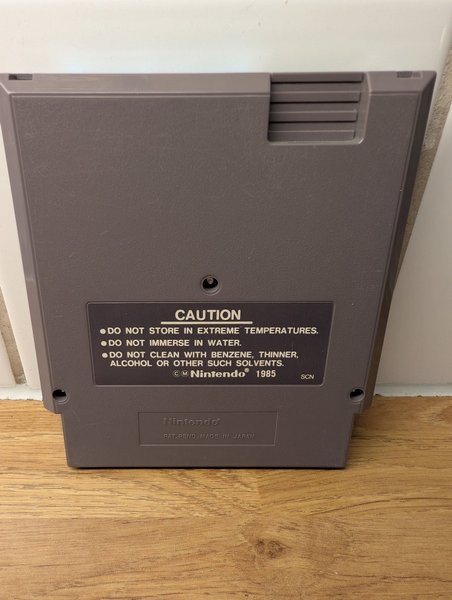 CAUTION
●DO NOT STORE IN EXTREME TEMPERATURES.
●DO NOT IMMERSE IN WATER.
●DO NOT CLEAN WITH BENZENE, THINNER,
ALCOHOL OR OTHER SUCH SOLVENTS.
©Ⓜ Nintendo® 1985 SCN
Nintendo®
PAT. PEND. MADE IN JAPAN